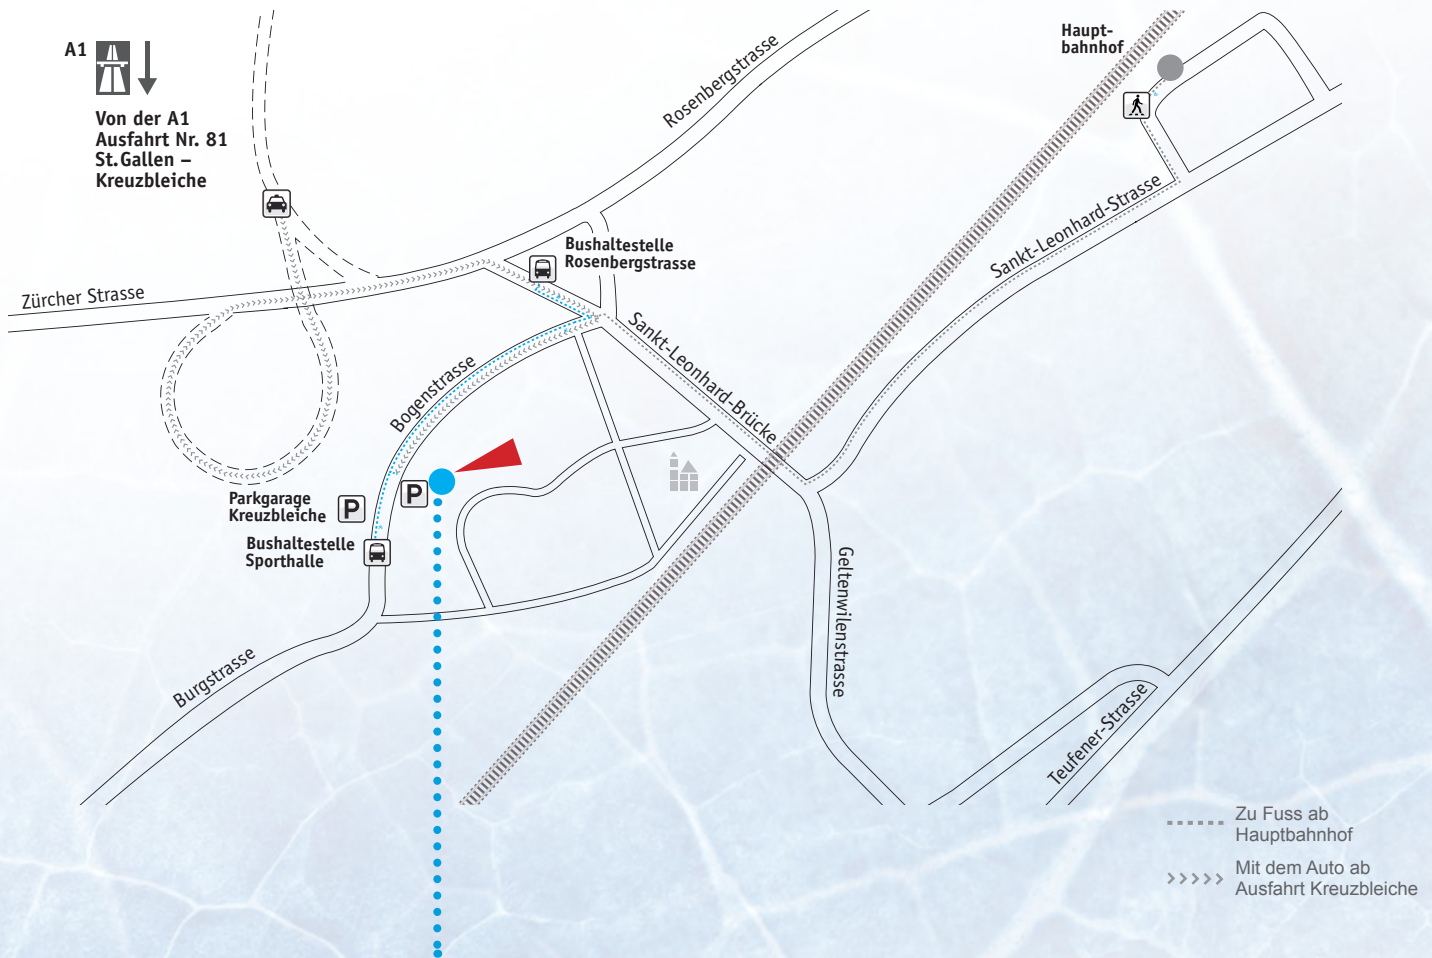 A1
Von der A1
Ausfahrt Nr. 81
St.Gallen –
Kreuzbleiche
Haupt-
bahnhof
Rosenbergstrasse
Sankt-Leonhard-Strasse
Bushaltestelle
Rosenbergstrasse
Zürcher Strasse
Sankt-Leonhard-Brücke
Bogenstrasse
Parkgarage
Kreuzbleiche
P
P
Bushaltestelle
Sporthalle
Geltenwilenstrasse
Burgstrasse
Teufener-Strasse
Zu Fuss ab
Hauptbahnhof
Mit dem Auto ab
Ausfahrt Kreuzbleiche